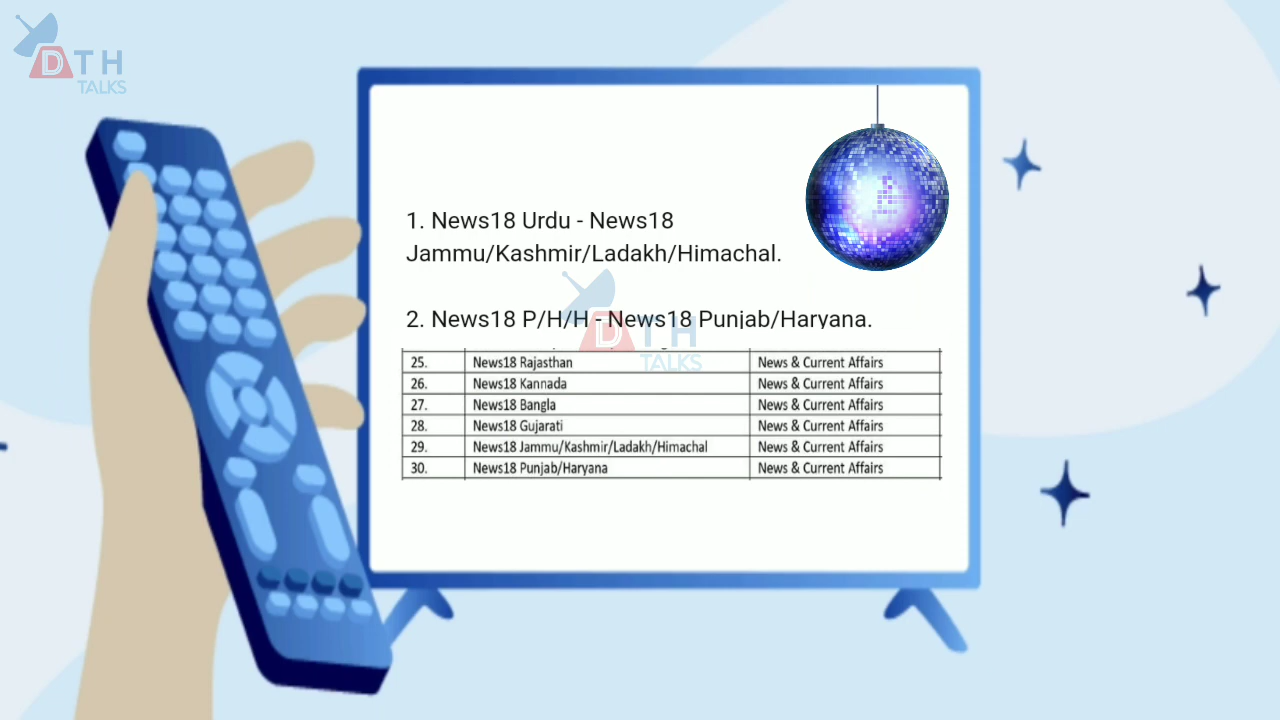 DTH
TALKS
1. News18 Urdu - News18
Jammu/Kashmir/Ladakh/Himachal.
2. News18 P/H/H - News18 Punjab/Haryana.
DTH
TALKS
25. News18 Rajasthan News & Current Affairs
26. News18 Kannada News & Current Affairs
27. News18 Bangla News & Current Affairs
28. News18 Gujarati News & Current Affairs
29. News18 Jammu/Kashmir/Ladakh/Himachal News & Current Affairs
30. News18 Punjab/Haryana News & Current Affairs